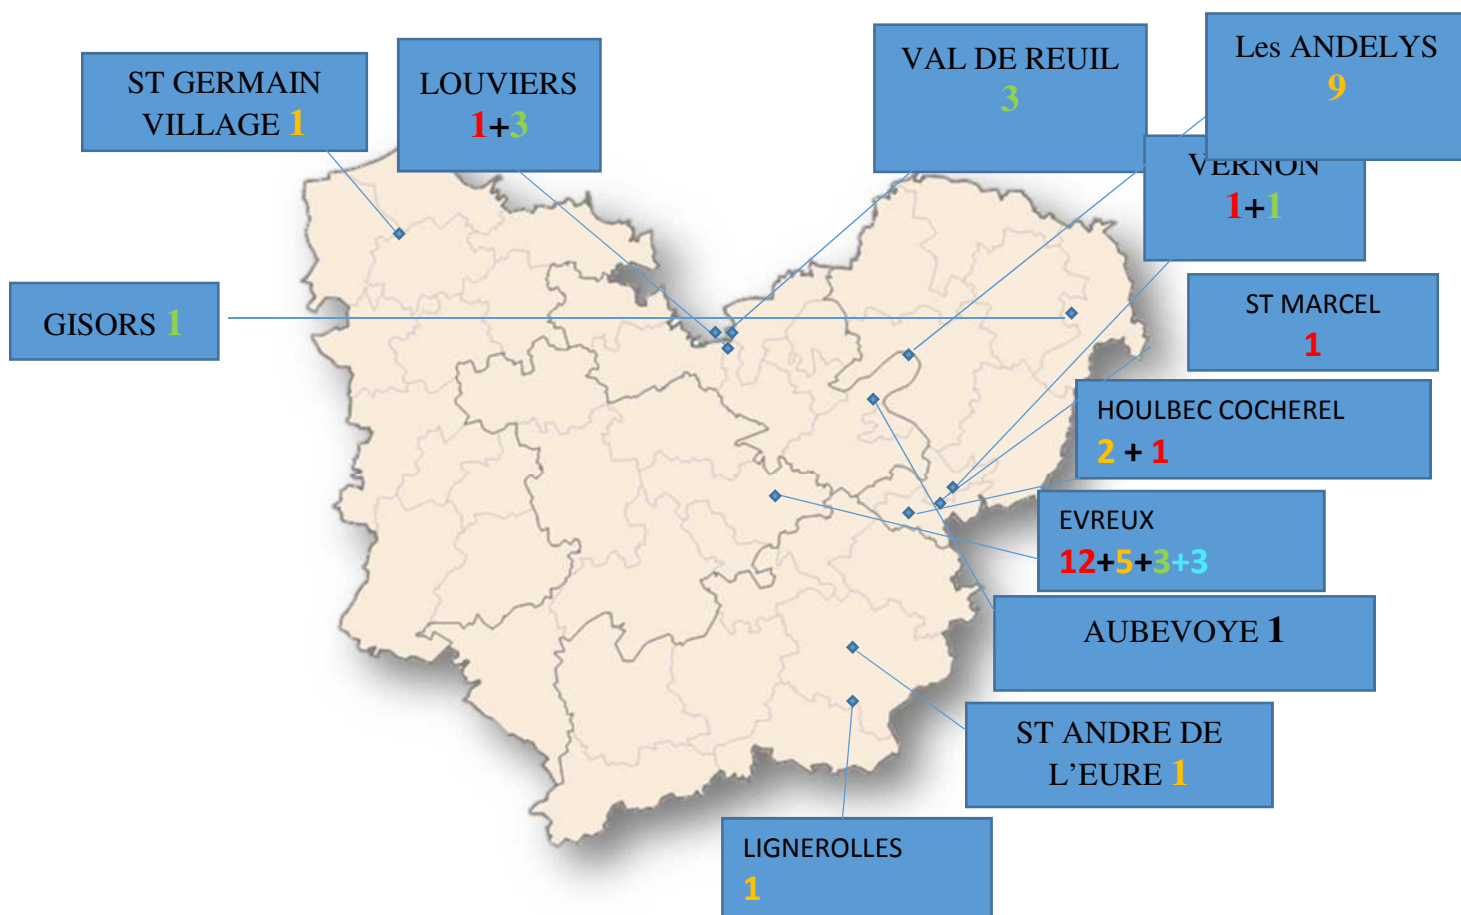 ST GERMAIN
VILLAGE 1
LOUVIERS
1+3
VAL DE REUIL
3
Les ANDELYS
9
VERNON
1+1
GISORS 1
ST MARCEL
1
HOULBEC COCHEREL
2 + 1
EVREUX
12+5+3+3
AUBEVOYE 1
ST ANDRE DE
L’EURE 1
LIGNEROLLES
1